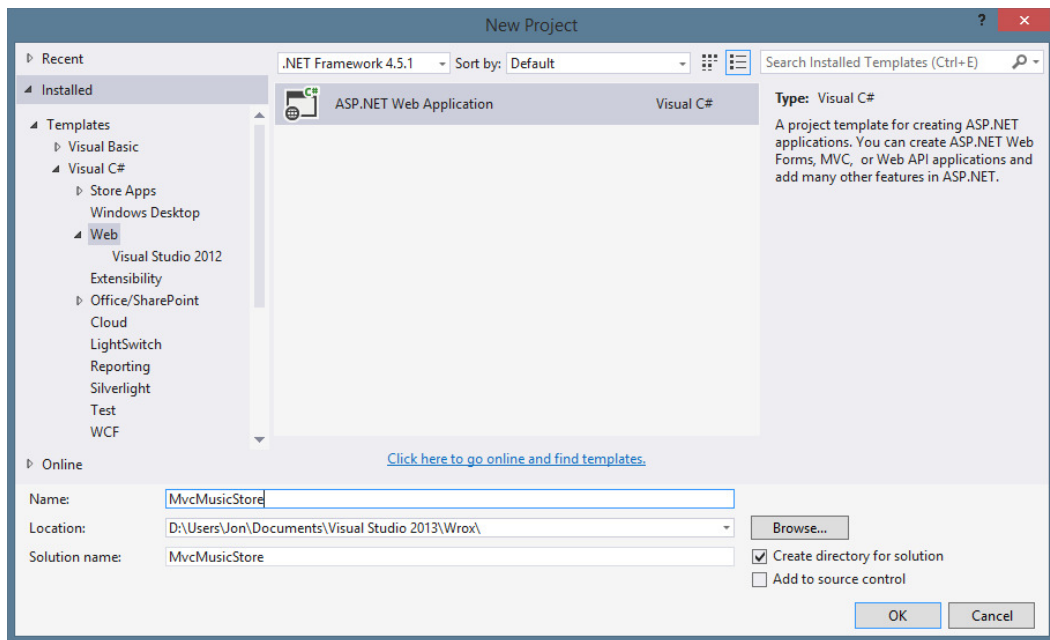 New Project
?
Recent
.NET Framework 4.5.1
Sort by: Default
Search Installed Templates (Ctrl+E)
Installed
Templates
Visual Basic
Visual C#
Store Apps
Windows Desktop
Web
Visual Studio 2012
Extensibility
Office/SharePoint
Cloud
LightSwitch
Reporting
Silverlight
Test
WCF
Online
C#
ASP.NET Web Application Visual C#
Type: Visual C#
A project template for creating ASP.NET
applications. You can create ASP.NET Web
Forms, MVC, or Web API applications and
add many other features in ASP.NET.
Click here to go online and find templates.
Name: MvcMusicStore
Location: D:\Users\Jon\Documents\Visual Studio 2013\Wrox\
Browse...
Solution name: MvcMusicStore
Create directory for solution
Add to source control
OK
Cancel